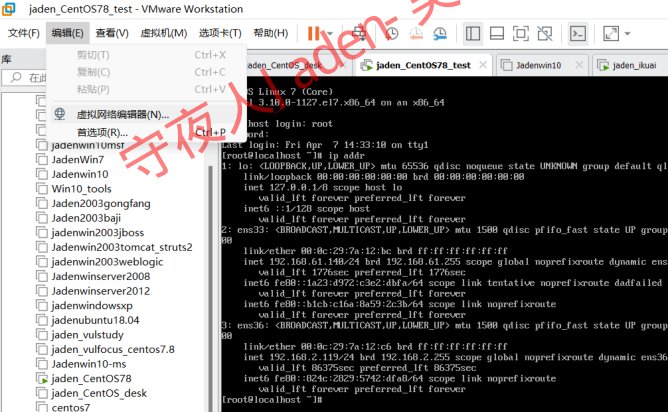 jaden_CentOS78_test - VMware Workstation
文件(F) 编辑(E) 查看(V) 虚拟机(M) 选项卡(T) 帮助(H)
剪切(T) Ctrl+X
复制(C) Ctrl+C
粘贴(P) Ctrl+V
虚拟网络编辑器(N)...
首选项(R)... Ctrl+P
库
在此
jadenwin10msf
JadenWin7
Jadenwin10
Win10_tools
Jaden2003gongfang
Jaden2003baji
Jadenwin2003jboss
Jadenwin2003tomcat_struts2
Jadenwin2003weblogic
Jadenwinserver2008
Jadenwinserver2012
jadenwindowsxp
jadenubuntu18.04
jaden_vulstudy
jaden_vulfocus_centos7.8
Jadenwin10-ms
jaden_CentOS78
jaden_CentOS_desk
centos7
jaden_CentOS_desk
jaden_CentOS78_test
Jadenwin10
jaden_ikuai
Linux 7 (Core)
3.10.0-1127.el7.x86_64 on an x86_64
host login: root
Last login: Fri Apr  7 14:33:10 on tty1
[root@localhost ~]# ip addr
1: lo: <LOOPBACK,UP,LOWER_UP> mtu 65536 qdisc noqueue state UNKNOWN group default ql
link/loopback 00:00:00:00:00:00 brd 00:00:00:00:00:00
inet 127.0.0.1/8 scope host lo
valid_lft forever preferred_lft forever
inet6 ::1/128 scope host
valid_lft forever preferred_lft forever
2: ens33: <BROADCAST,MULTICAST,UP,LOWER_UP> mtu 1500 qdisc pfifo_fast state UP group
00
link/ether 00:0c:29:7a:12:bc brd ff:ff:ff:ff:ff:ff
inet 192.168.61.140/24 brd 192.168.61.255 scope global noprefixroute dynamic ens
valid_lft 1776sec preferred_lft 1776sec
inet6 fe80::1a23:d972:c3e2:dbfa/64 scope link tentative noprefixroute dadfailed
valid_lft forever preferred_lft forever
inet6 fe80::b1cb:c16a:8a59:2c3b/64 scope link noprefixroute
valid_lft forever preferred_lft forever
3: ens36: <BROADCAST,MULTICAST,UP,LOWER_UP> mtu 1500 qdisc pfifo_fast state UP group
00
link/ether 00:0c:29:7a:12:c6 brd ff:ff:ff:ff:ff:ff
inet 192.168.2.119/24 brd 192.168.2.255 scope global noprefixroute dynamic ens36
valid_lft 86375sec preferred_lft 86375sec
inet6 fe80::824c:2829:5742:dfa8/64 scope link noprefixroute
valid_lft forever preferred_lft forever
[root@localhost ~]#
守夜人Jaden-吴